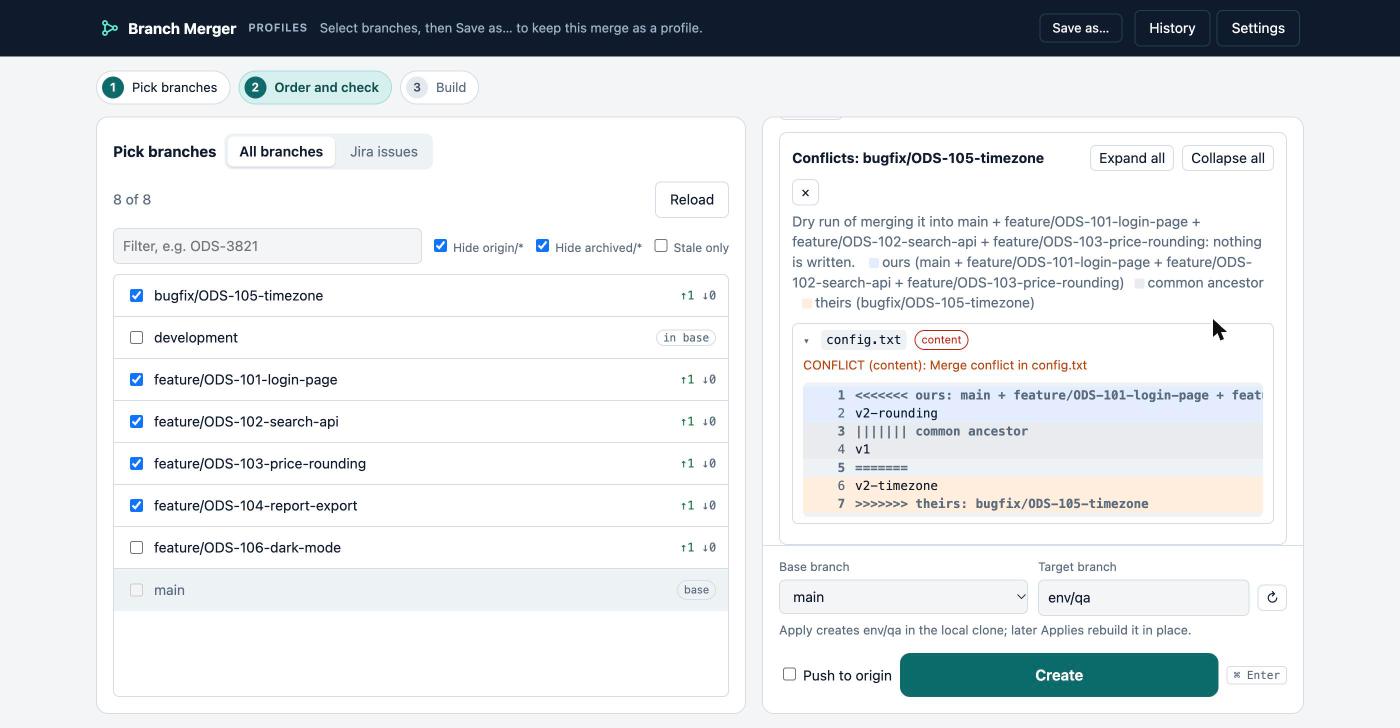 Branch Merger PROFILES Select branches, then Save as... to keep this merge as a profile. Save as... History Settings
1 Pick branches 2 Order and check 3 Build
Pick branches All branches Jira issues
8 of 8 Reload
Filter, e.g. ODS-3821 Hide origin/* Hide archived/* Stale only
bugfix/ODS-105-timezone ↑1 ↓0
development in base
feature/ODS-101-login-page ↑1 ↓0
feature/ODS-102-search-api ↑1 ↓0
feature/ODS-103-price-rounding ↑1 ↓0
feature/ODS-104-report-export ↑1 ↓0
feature/ODS-106-dark-mode ↑1 ↓0
main base
Conflicts: bugfix/ODS-105-timezone Expand all Collapse all
×
Dry run of merging it into main + feature/ODS-101-login-page +
feature/ODS-102-search-api + feature/ODS-103-price-rounding: nothing
is written. ours (main + feature/ODS-101-login-page + feature/ODS-
102-search-api + feature/ODS-103-price-rounding) common ancestor
theirs (bugfix/ODS-105-timezone)
▾ config.txt content
CONFLICT (content): Merge conflict in config.txt
1 <<<<<<< ours: main + feature/ODS-101-login-page + feat
2 v2-rounding
3 ||||||| common ancestor
4 v1
5 =======
6 v2-timezone
7 >>>>>>> theirs: bugfix/ODS-105-timezone
Base branch Target branch
main env/qa ↻
Apply creates env/qa in the local clone; later Applies rebuild it in place.
Push to origin Create ⌘ Enter